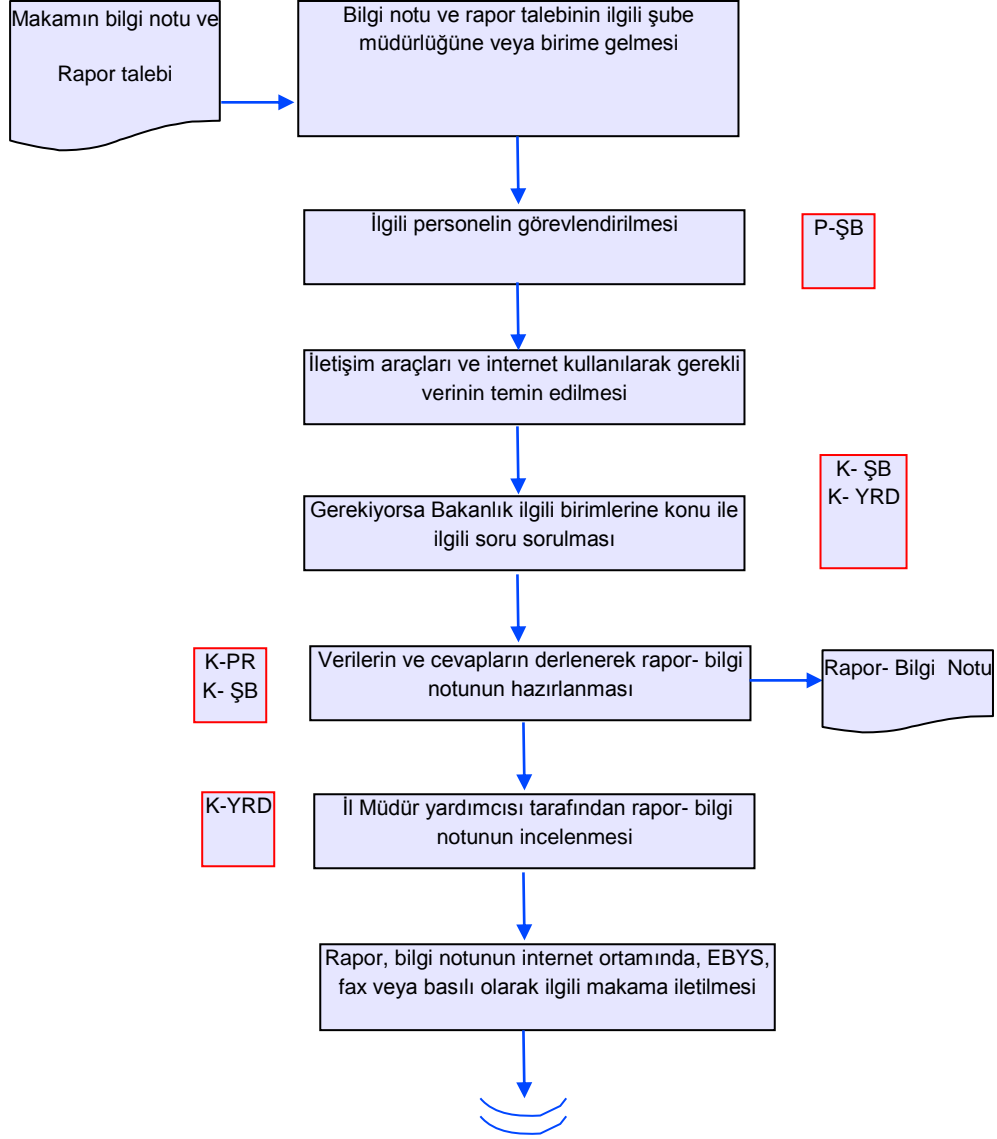 Makamın bilgi notu ve
Rapor talebi
Bilgi notu ve rapor talebinin ilgili şube
müdürlüğüne veya birime gelmesi
İlgili personelin görevlendirilmesi
P-ŞB
İletişim araçları ve internet kullanılarak gerekli
verinin temin edilmesi
Gerekiyorsa Bakanlık ilgili birimlerine konu ile
ilgili soru sorulması
K- ŞB
K- YRD
K-PR
K- ŞB
Verilerin ve cevapların derlenerek rapor- bilgi
notunun hazırlanması
Rapor- Bilgi Notu
K-YRD
İl Müdür yardımcısı tarafından rapor- bilgi
notunun incelenmesi
Rapor, bilgi notunun internet ortamında, EBYS,
fax veya basılı olarak ilgili makama iletilmesi